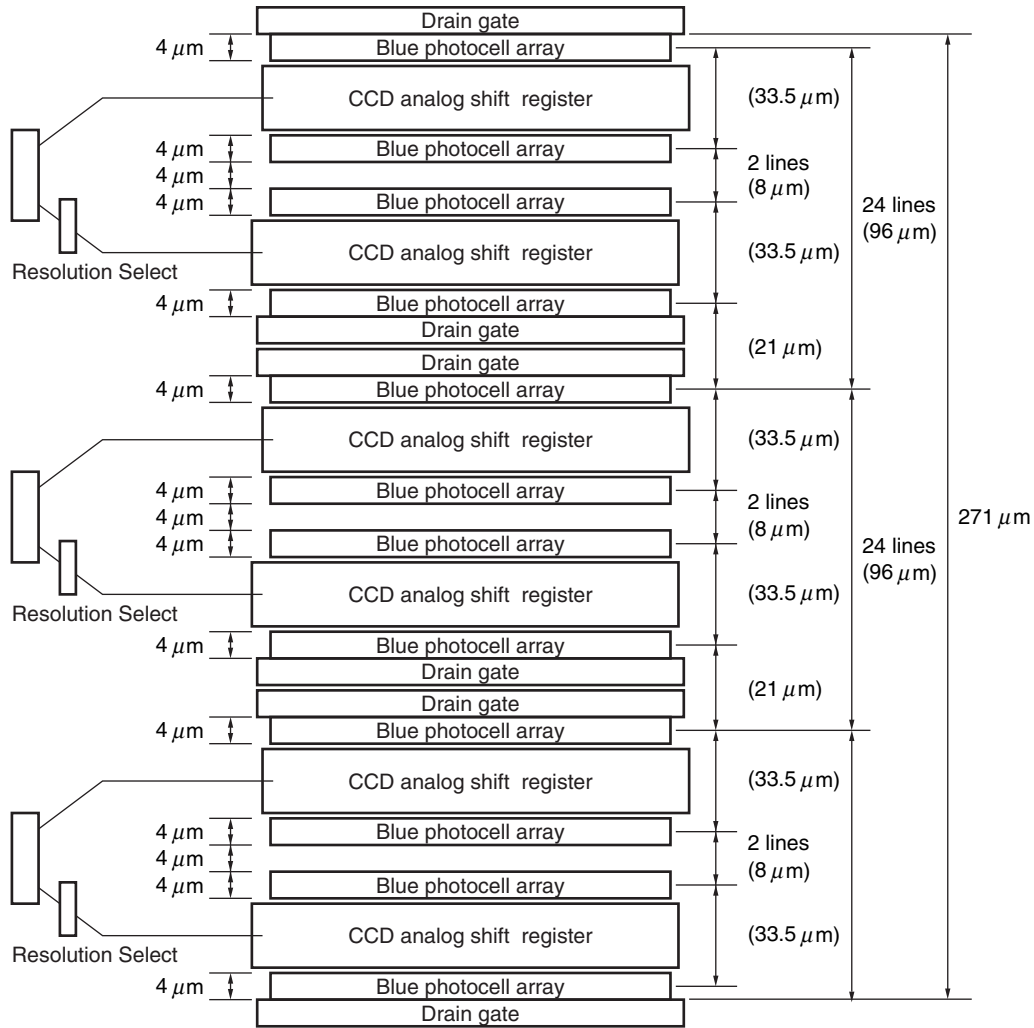 Drain gate
4 μm
Blue photocell array
CCD analog shift register
(33.5 μm)
4 μm
Blue photocell array
2 lines
(8 μm)
4 μm
4 μm
Blue photocell array
24 lines
(96 μm)
CCD analog shift register
(33.5 μm)
Resolution Select
4 μm
Blue photocell array
Drain gate
(21 μm)
Drain gate
4 μm
Blue photocell array
CCD analog shift register
(33.5 μm)
4 μm
Blue photocell array
2 lines
(8 μm)
271 μm
4 μm
4 μm
Blue photocell array
24 lines
(96 μm)
CCD analog shift register
(33.5 μm)
Resolution Select
4 μm
Blue photocell array
Drain gate
(21 μm)
Drain gate
4 μm
Blue photocell array
CCD analog shift register
(33.5 μm)
4 μm
Blue photocell array
2 lines
(8 μm)
4 μm
4 μm
Blue photocell array
CCD analog shift register
(33.5 μm)
Resolution Select
4 μm
Blue photocell array
Drain gate